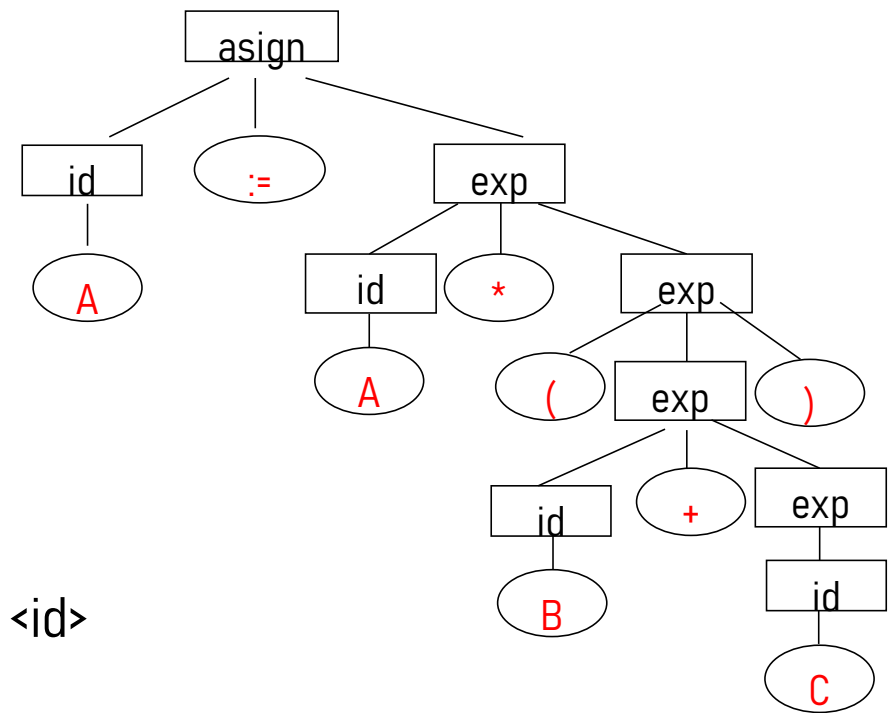 asign
id := exp
A id * exp
A ( exp )
id + exp
B id
<id>
C